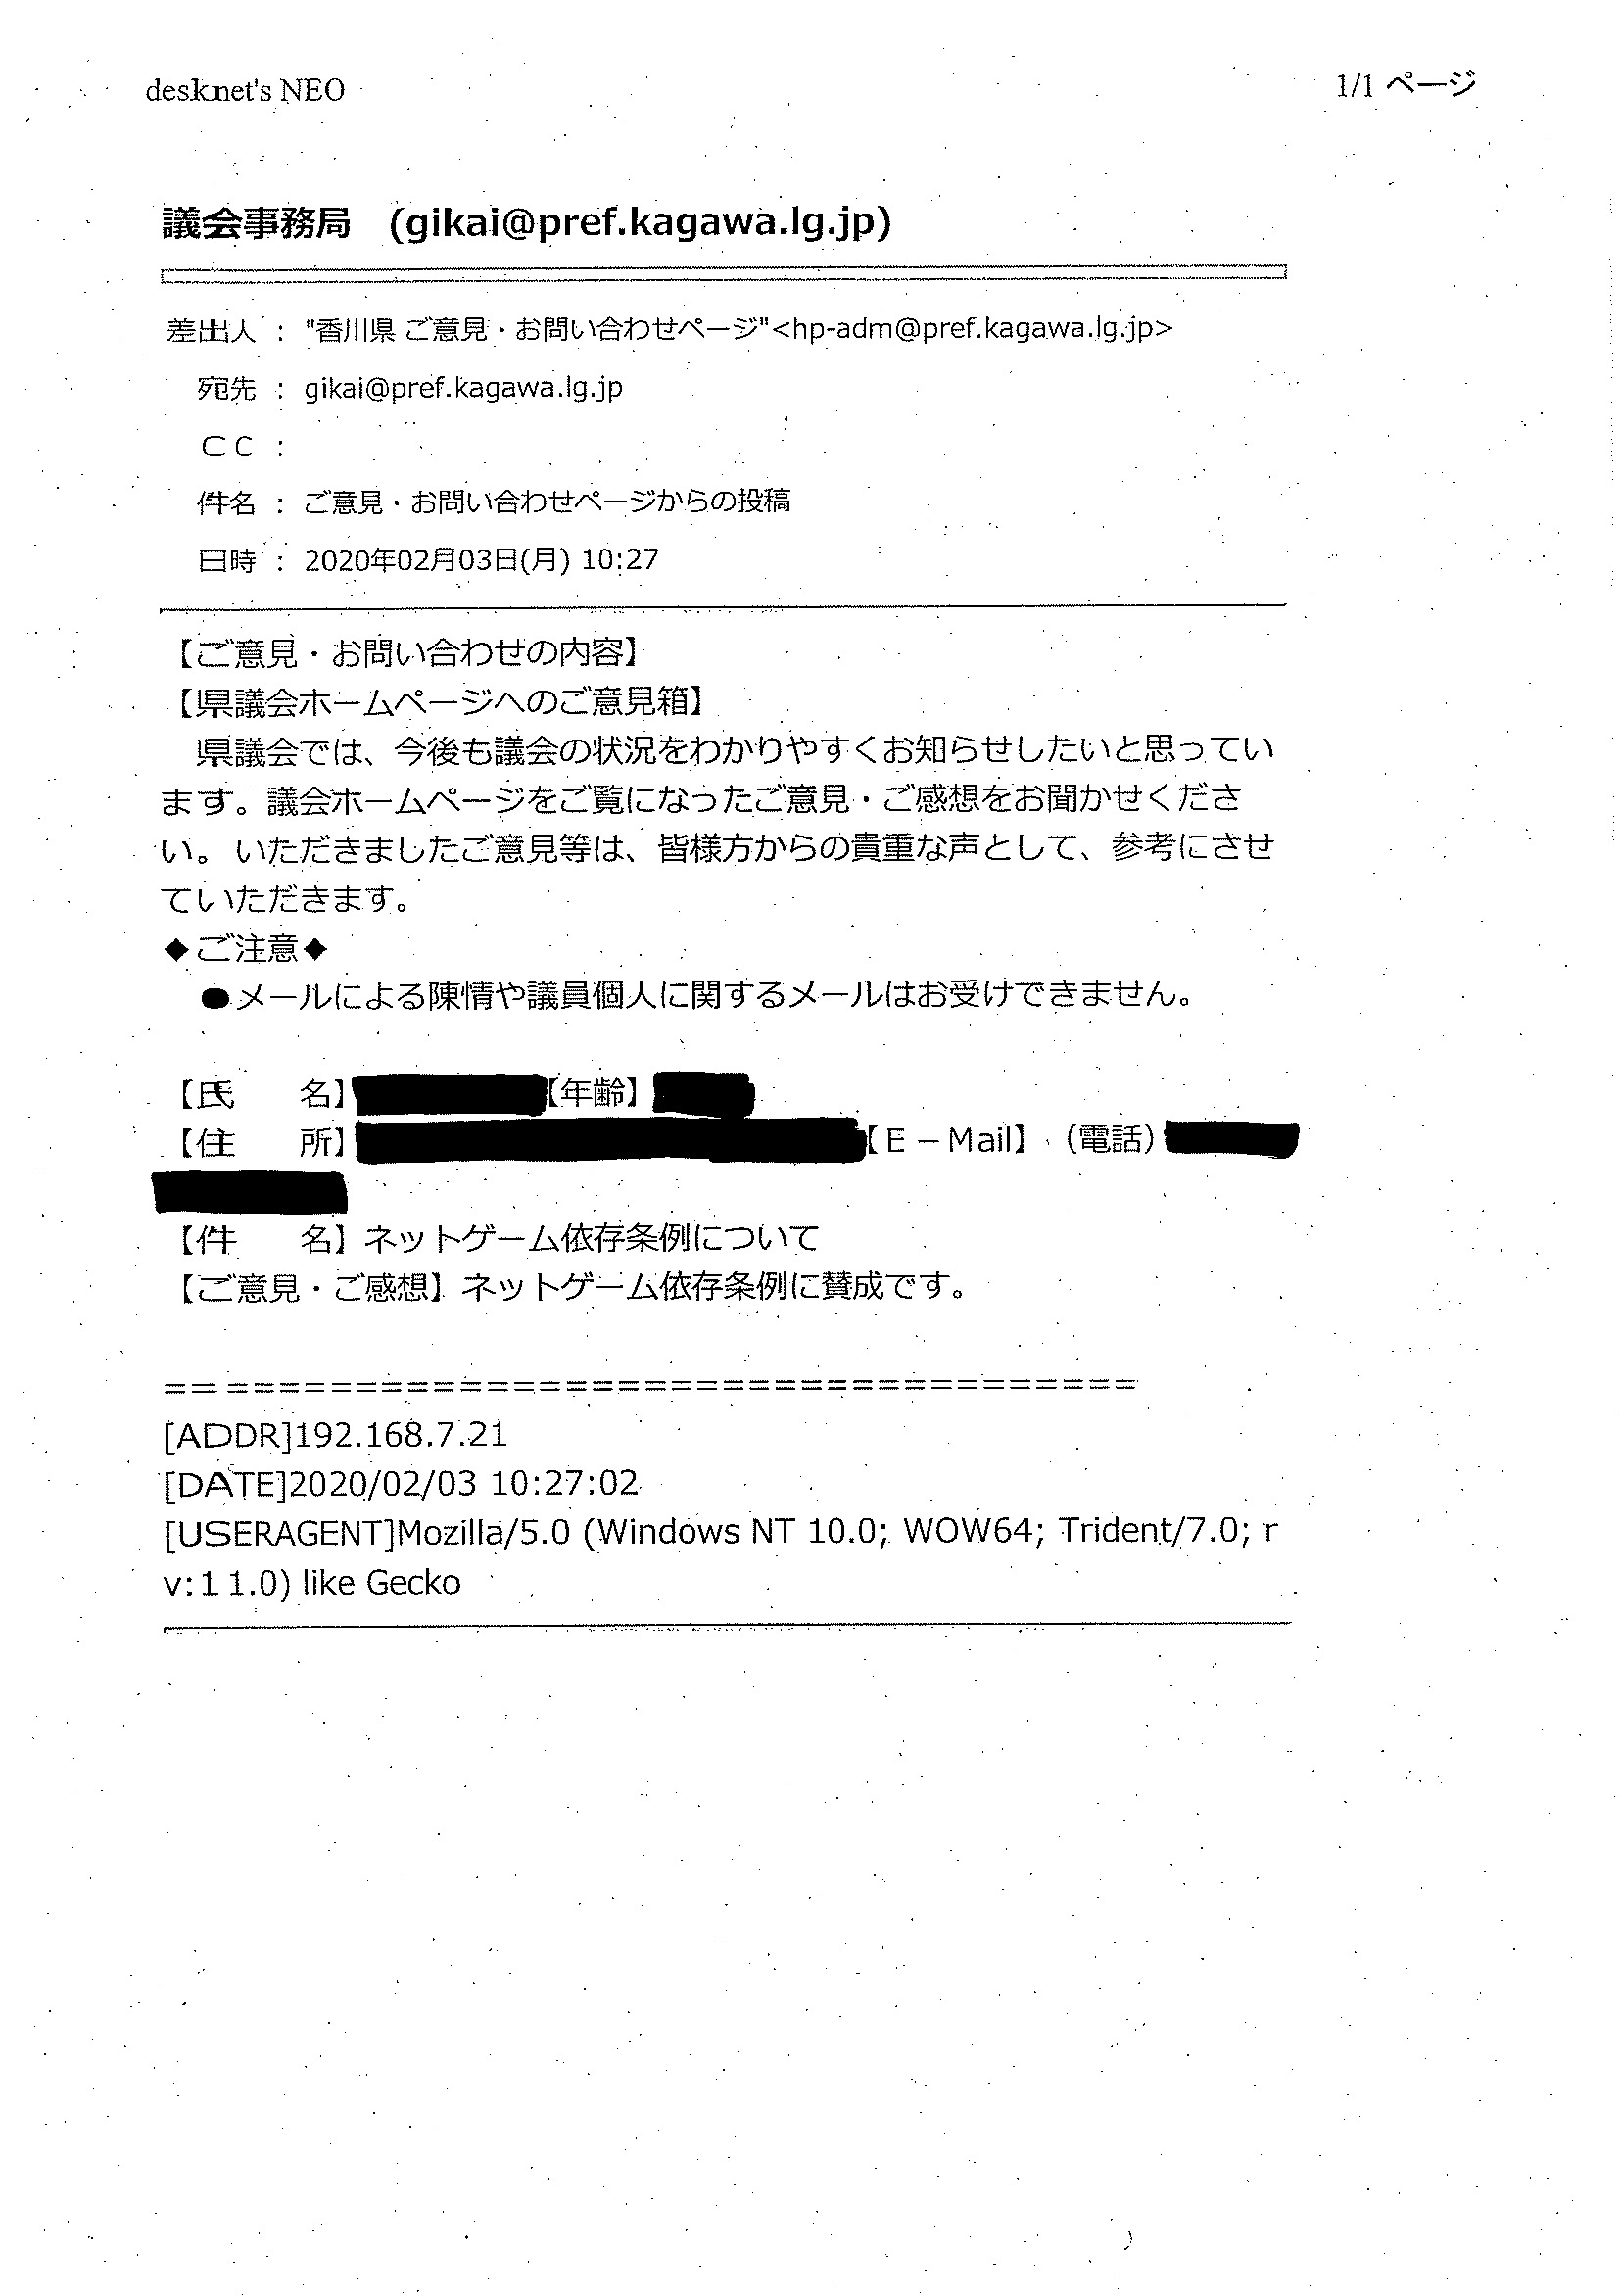 desknet's NEO
1/1 ページ
議会事務局　(gikai@pref.kagawa.lg.jp)
差出人 ： "香川県 ご意見・お問い合わせページ"<hp-adm@pref.kagawa.lg.jp>
宛先 ： gikai@pref.kagawa.lg.jp
ＣＣ ：
件名 ： ご意見・お問い合わせページからの投稿
日時 ： 2020年02月03日(月) 10:27
【ご意見・お問い合わせの内容】
【県議会ホームページへのご意見箱】
　県議会では、今後も議会の状況をわかりやすくお知らせしたいと思ってい
ます。議会ホームページをご覧になったご意見・ご感想をお聞かせくださ
い。 いただきましたご意見等は、皆様方からの貴重な声として、参考にさせ
ていただきます。
◆ご注意◆
　●メールによる陳情や議員個人に関するメールはお受けできません。
【氏　　名】【年齢】
【住　　所】【Ｅ－Mail】（電話）
【件　　名】ネットゲーム依存条例について
【ご意見・ご感想】ネットゲーム依存条例に賛成です。
=====================================
[ADDR]192.168.7.21
[DATE]2020/02/03 10:27:02
[USERAGENT]Mozilla/5.0 (Windows NT 10.0; WOW64; Trident/7.0; r
v:11.0) like Gecko